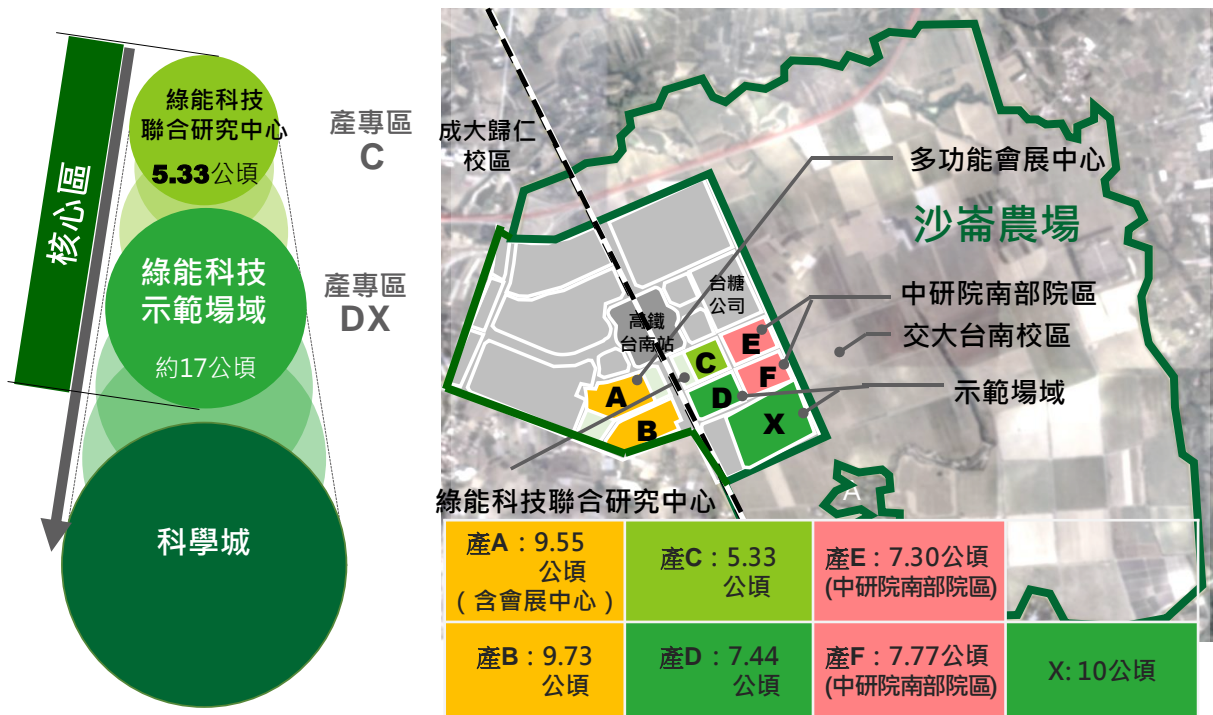 核心區
綠能科技
聯合研究中心
5.33公頃
產專區
C
綠能科技
示範場域
約17公頃
產專區
DX
科學城
成大歸仁
校區
多功能會展中心
沙崙農場
台糖
公司
中研院南部院區
高鐵
台南站
交大台南校區
示範場域
A
B
C
D
E
F
X
A
綠能科技聯合研究中心
產A：9.55
公頃
（含會展中心）
產C：5.33
公頃
產E：7.30公頃
(中研院南部院區)
產B：9.73
公頃
產D：7.44
公頃
產F：7.77公頃
(中研院南部院區)
X: 10公頃